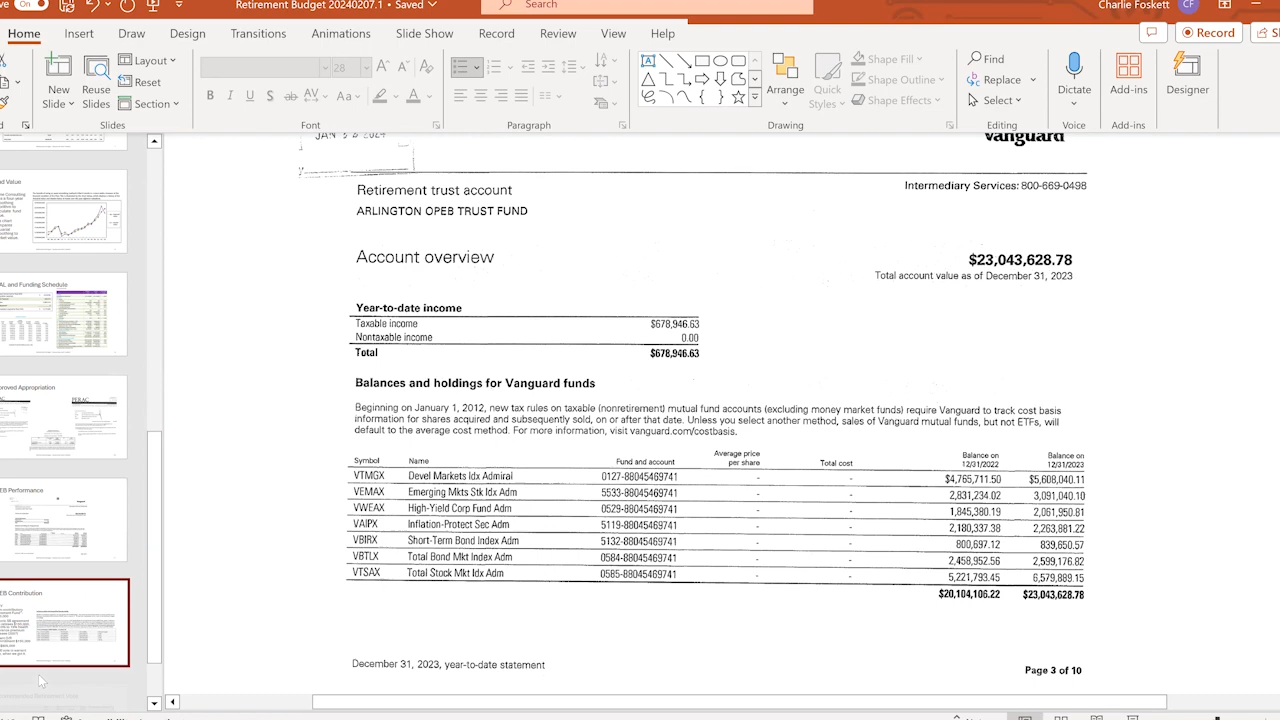 On
Retirement Budget 20240207.1 • Saved
Search
Charlie Foskett CF
Home Insert Draw Design Transitions Animations Slide Show Record Review View Help
Record
New Slide
Reuse Slides
Layout
Reset
Section
28
Arrange
Quick Styles
Shape Fill
Shape Outline
Shape Effects
Find
Replace
Select
Dictate
Add-ins
Designer
Slides Font Paragraph Drawing Editing Voice Add-ins
Vanguard
Retirement trust account
Intermediary Services: 800-669-0498
ARLINGTON OPEB TRUST FUND
Account overview
$23,043,628.78
Total account value as of December 31, 2023
Year-to-date income
Taxable income $678,946.63
Nontaxable income 0.00
Total $678,946.63
Balances and holdings for Vanguard funds
Beginning on January 1, 2012, new tax rules on taxable (nonretirement) mutual fund accounts (excluding money market funds) require Vanguard to track cost basis
information for shares acquired and subsequently sold, on or after that date. Unless you select another method, sales of Vanguard mutual funds, but not ETFs, will
default to the average cost method. For more information, visit vanguard.com/costbasis.
Symbol Name Fund and account Average price per share Total cost Balance on 12/31/2022 Balance on 12/31/2023
VTMGX Devel Markets Idx Admiral 0127-88045469741 - - $4,765,711.50 $5,608,040.11
VEMAX Emerging Mkts Stk Idx Adm 5533-88045469741 - - 2,831,234.02 3,091,040.10
VWEAX High-Yield Corp Fund Adm 0529-88045469741 - - 1,845,380.19 2,061,950.81
VAIPX Inflation-Protect Sec Adm 5119-88045469741 - - 2,180,337.38 2,263,881.22
VBIRX Short-Term Bond Index Adm 5132-88045469741 - - 800,697.12 839,650.57
VBTLX Total Bond Mkt Index Adm 0584-88045469741 - - 2,458,952.56 2,599,176.82
VTSAX Total Stock Mkt Idx Adm 0585-88045469741 - - 5,221,793.45 6,579,889.15
$20,104,106.22 $23,043,628.78
December 31, 2023, year-to-date statement
Page 3 of 10